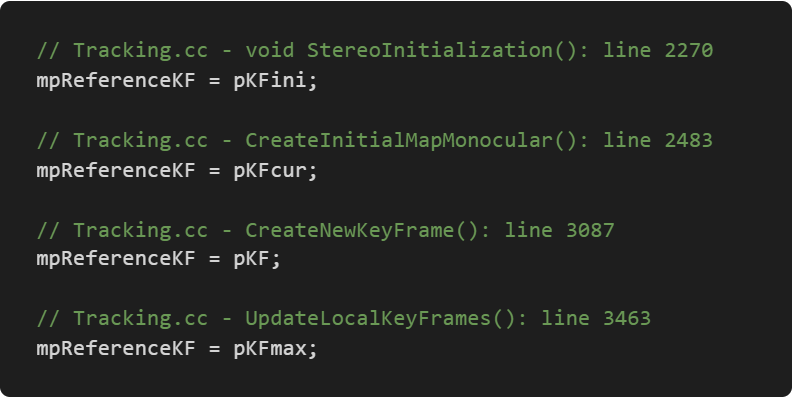 // Tracking.cc - void StereoInitialization(): line 2270
mpReferenceKF = pKFini;
// Tracking.cc - CreateInitialMapMonocular(): line 2483
mpReferenceKF = pKFcur;
// Tracking.cc - CreateNewKeyFrame(): line 3087
mpReferenceKF = pKF;
// Tracking.cc - UpdateLocalKeyFrames(): line 3463
mpReferenceKF = pKFmax;